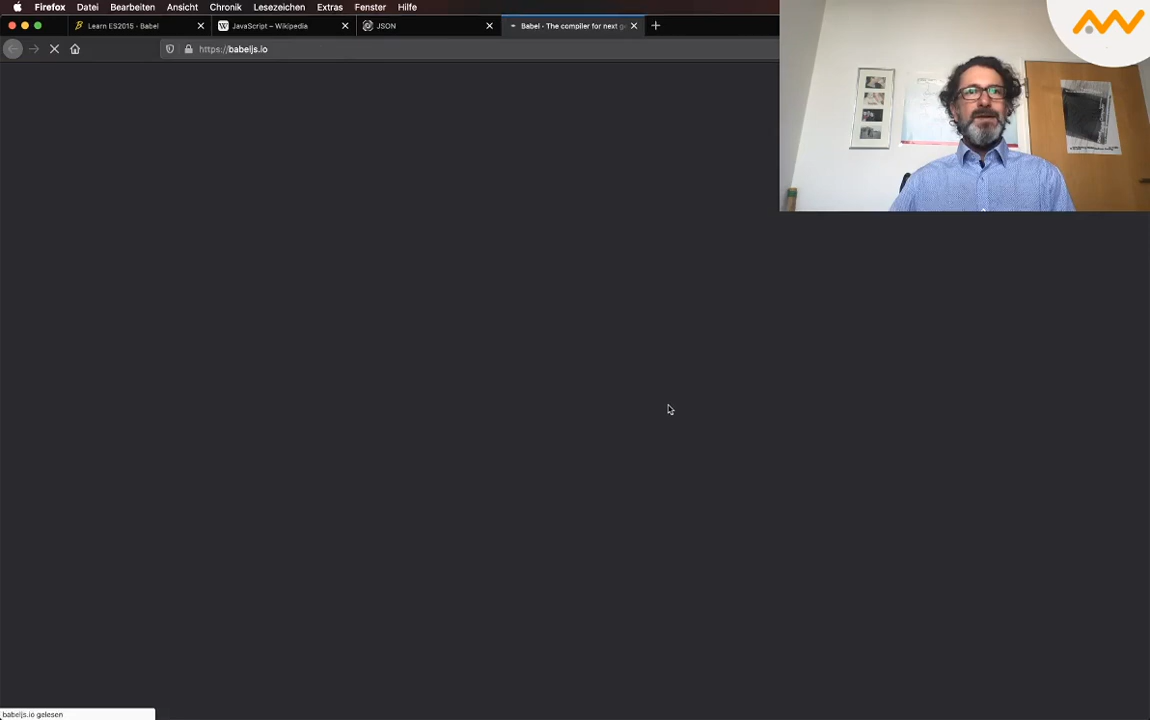 Firefox Datei Bearbeiten Ansicht Chronik Lesezeichen Extras Fenster Hilfe
Learn ES2015 · Babel
JavaScript – Wikipedia
JSON
Babel · The compiler for next g
https://babeljs.io
babeljs.io gelesen